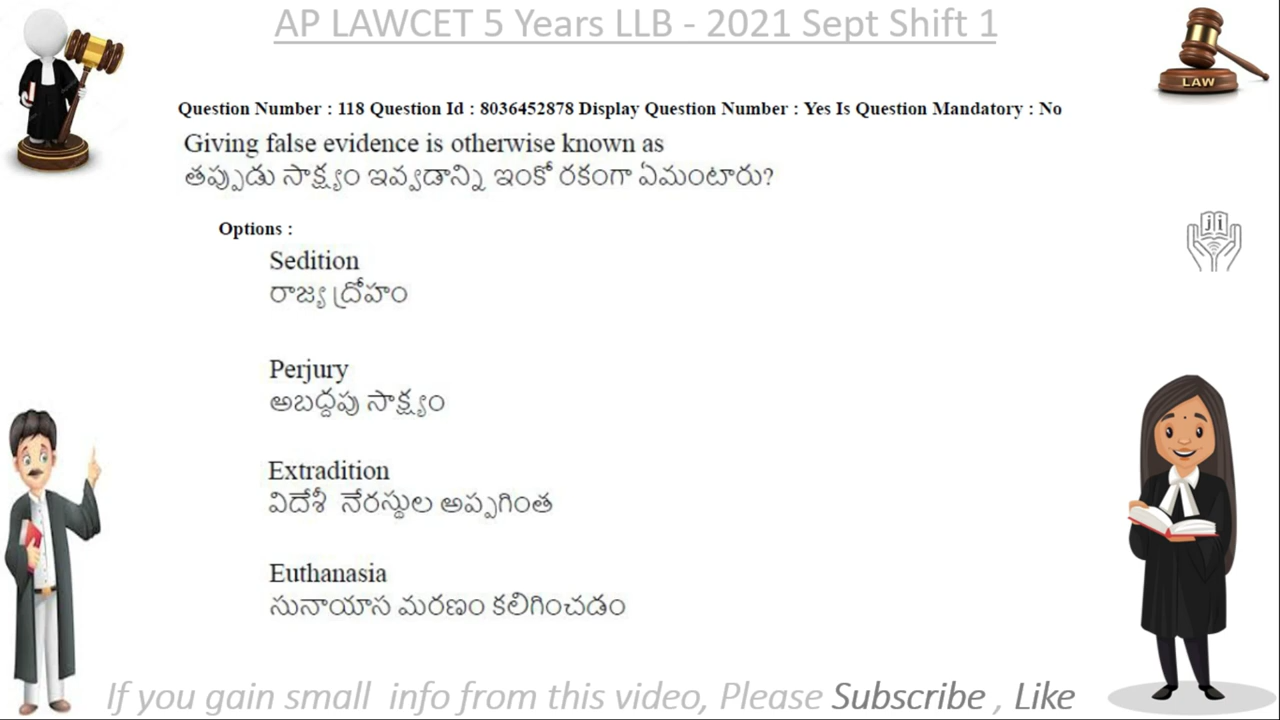 AP LAWCET 5 Years LLB - 2021 Sept Shift 1
LAW
Question Number : 118 Question Id : 8036452878 Display Question Number : Yes Is Question Mandatory : No
Giving false evidence is otherwise known as
తప్పుడు సాక్ష్యం ఇవ్వడాన్ని ఇంకో రకంగా ఏమంటారు?
ji
Options :
Sedition
రాజ్య ద్రోహం
Perjury
అబద్దపు సాక్ష్యం
Extradition
విదేశీ నేరస్థుల అప్పగింత
Euthanasia
సునాయాస మరణం కలిగించడం
If you gain small info from this video, Please Subscribe , Like